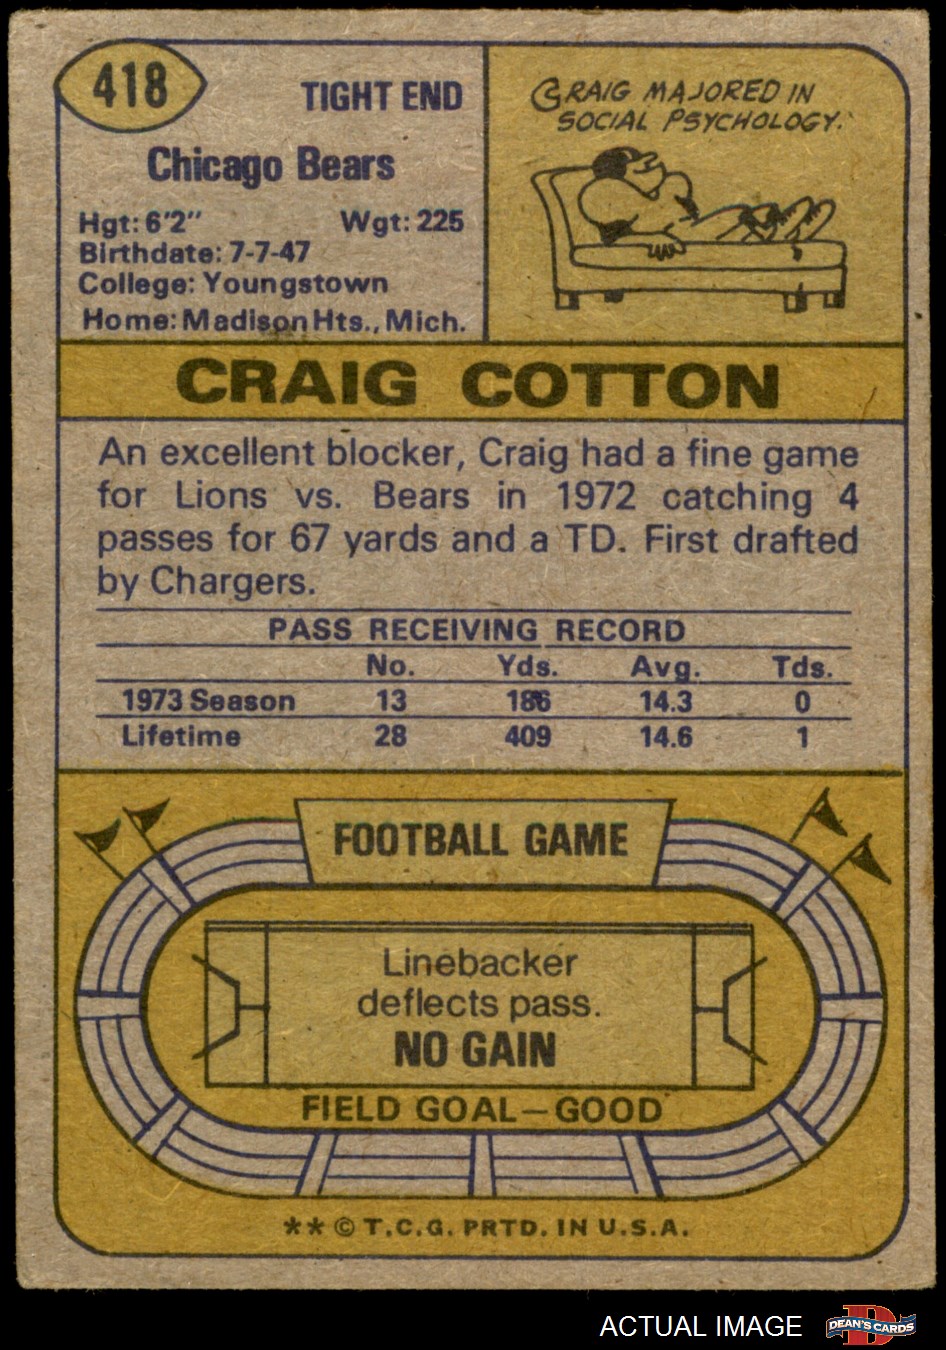 418
TIGHT END
Chicago Bears
Hgt: 6'2" Wgt: 225
Birthdate: 7-7-47
College: Youngstown
Home: Madison Hts., Mich.
CRAIG MAJORED IN
SOCIAL PSYCHOLOGY.
CRAIG COTTON
An excellent blocker, Craig had a fine game
for Lions vs. Bears in 1972 catching 4
passes for 67 yards and a TD. First drafted
by Chargers.
PASS RECEIVING RECORD
No. Yds. Avg. Tds.
1973 Season 13 186 14.3 0
Lifetime 28 409 14.6 1
FOOTBALL GAME
Linebacker
deflects pass.
NO GAIN
FIELD GOAL—GOOD
** © T.C.G. PRTD. IN U.S.A.
ACTUAL IMAGE
D
DEAN'S CARDS